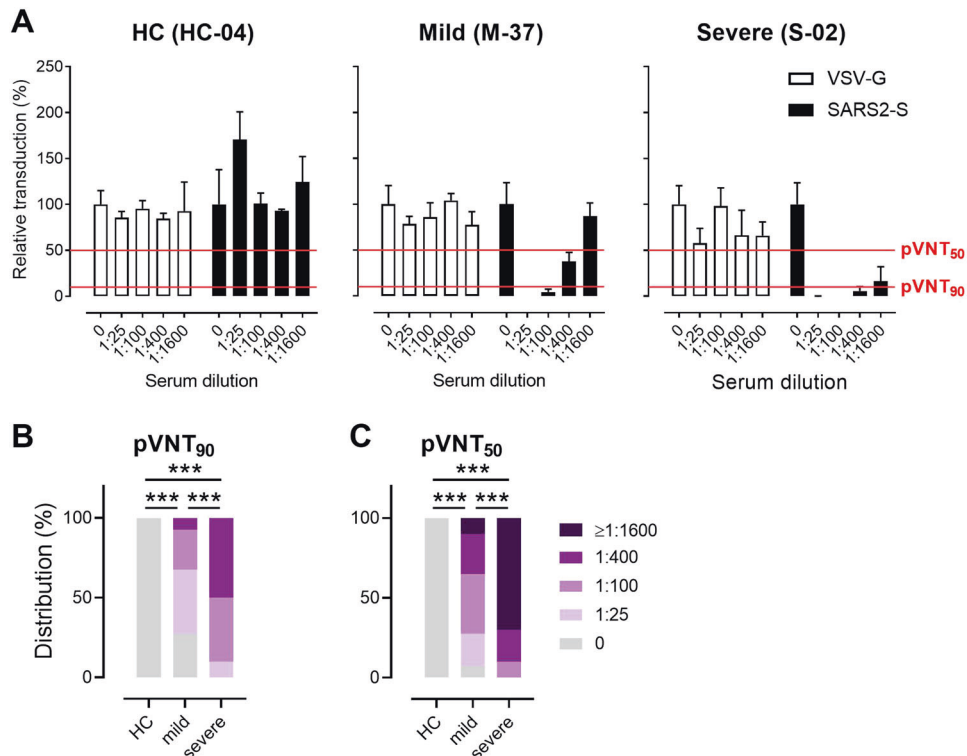 A
HC (HC-04)
Mild (M-37)
Severe (S-02)
Relative transduction (%)
250
200
150
100
50
0
VSV-G
SARS2-S
pVNT50
pVNT90
0 1:25 1:100 1:400 1:1600 0 1:25 1:100 1:400 1:1600
0 1:25 1:100 1:400 1:1600 0 1:25 1:100 1:400 1:1600
0 1:25 1:100 1:400 1:1600 0 1:25 1:100 1:400 1:1600
Serum dilution
Serum dilution
Serum dilution
B
pVNT90
***
*** ***
Distribution (%)
100
50
0
HC mild severe
C
pVNT50
***
*** ***
100
50
0
HC mild severe
≥1:1600
1:400
1:100
1:25
0